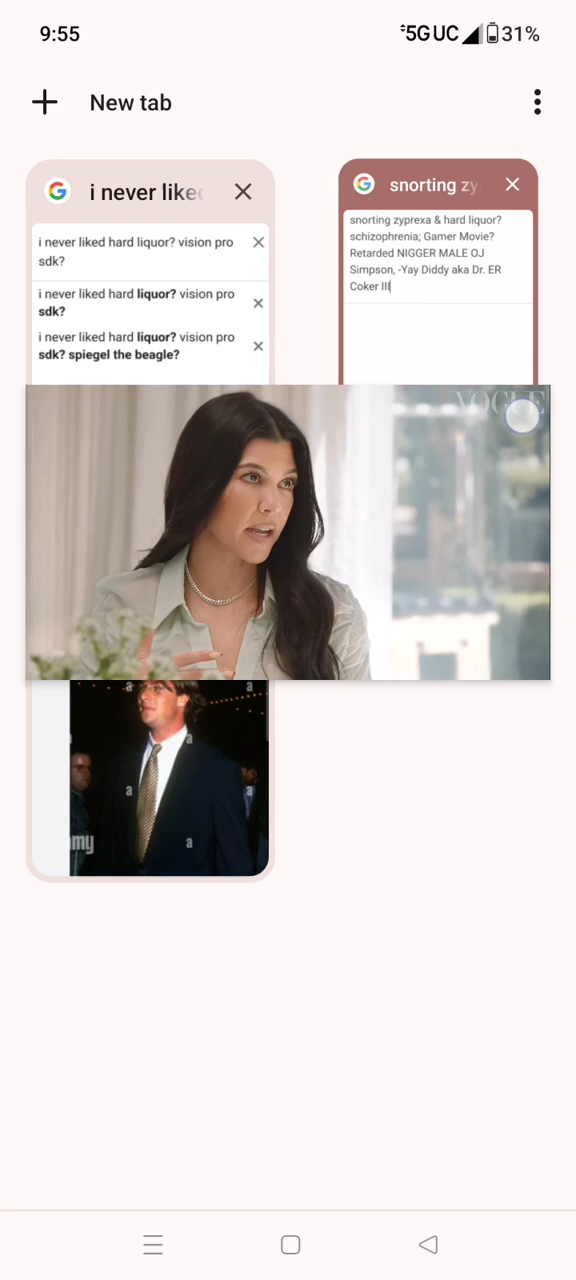 9:55
5G UC 31%
New tab
i never like
snorting zy
i never liked hard liquor? vision pro
sdk?
i never liked hard liquor? vision pro
sdk?
i never liked hard liquor? vision pro
sdk? spiegel the beagle?
snorting zyprexa & hard liquor?
schizophrenia; Gamer Movie?
Retarded NIGGER MALE OJ
Simpson, -Yay Diddy aka Dr. ER
Coker III
VOGUE
a
a
a
a
my
a